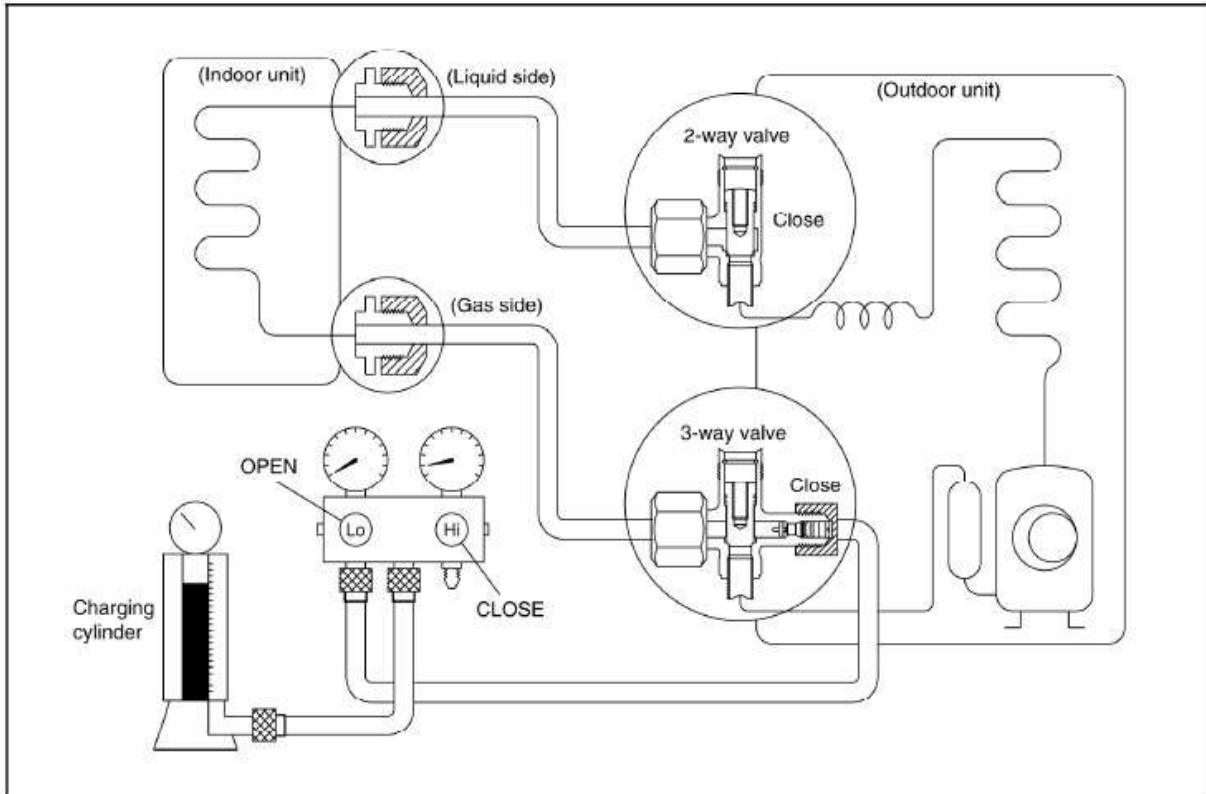 (Indoor unit)
(Liquid side)
(Outdoor unit)
2-way valve
Close
(Gas side)
3-way valve
Close
OPEN
Lo
Hi
CLOSE
Charging
cylinder